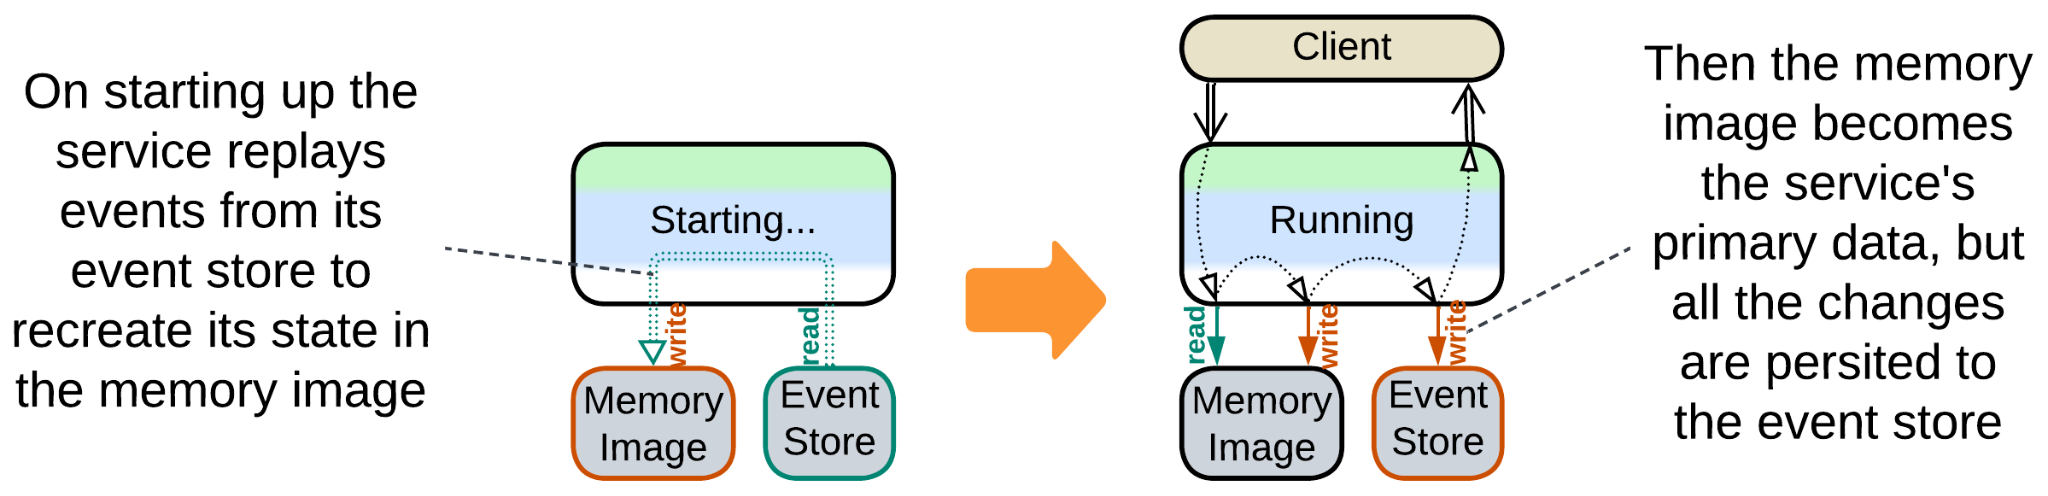 On starting up the
service replays
events from its
event store to
recreate its state in
the memory image
Starting...
write
read
Memory
Image
Event
Store
Client
Running
read
write
write
Memory
Image
Event
Store
Then the memory
image becomes
the service's
primary data, but
all the changes
are persited to
the event store